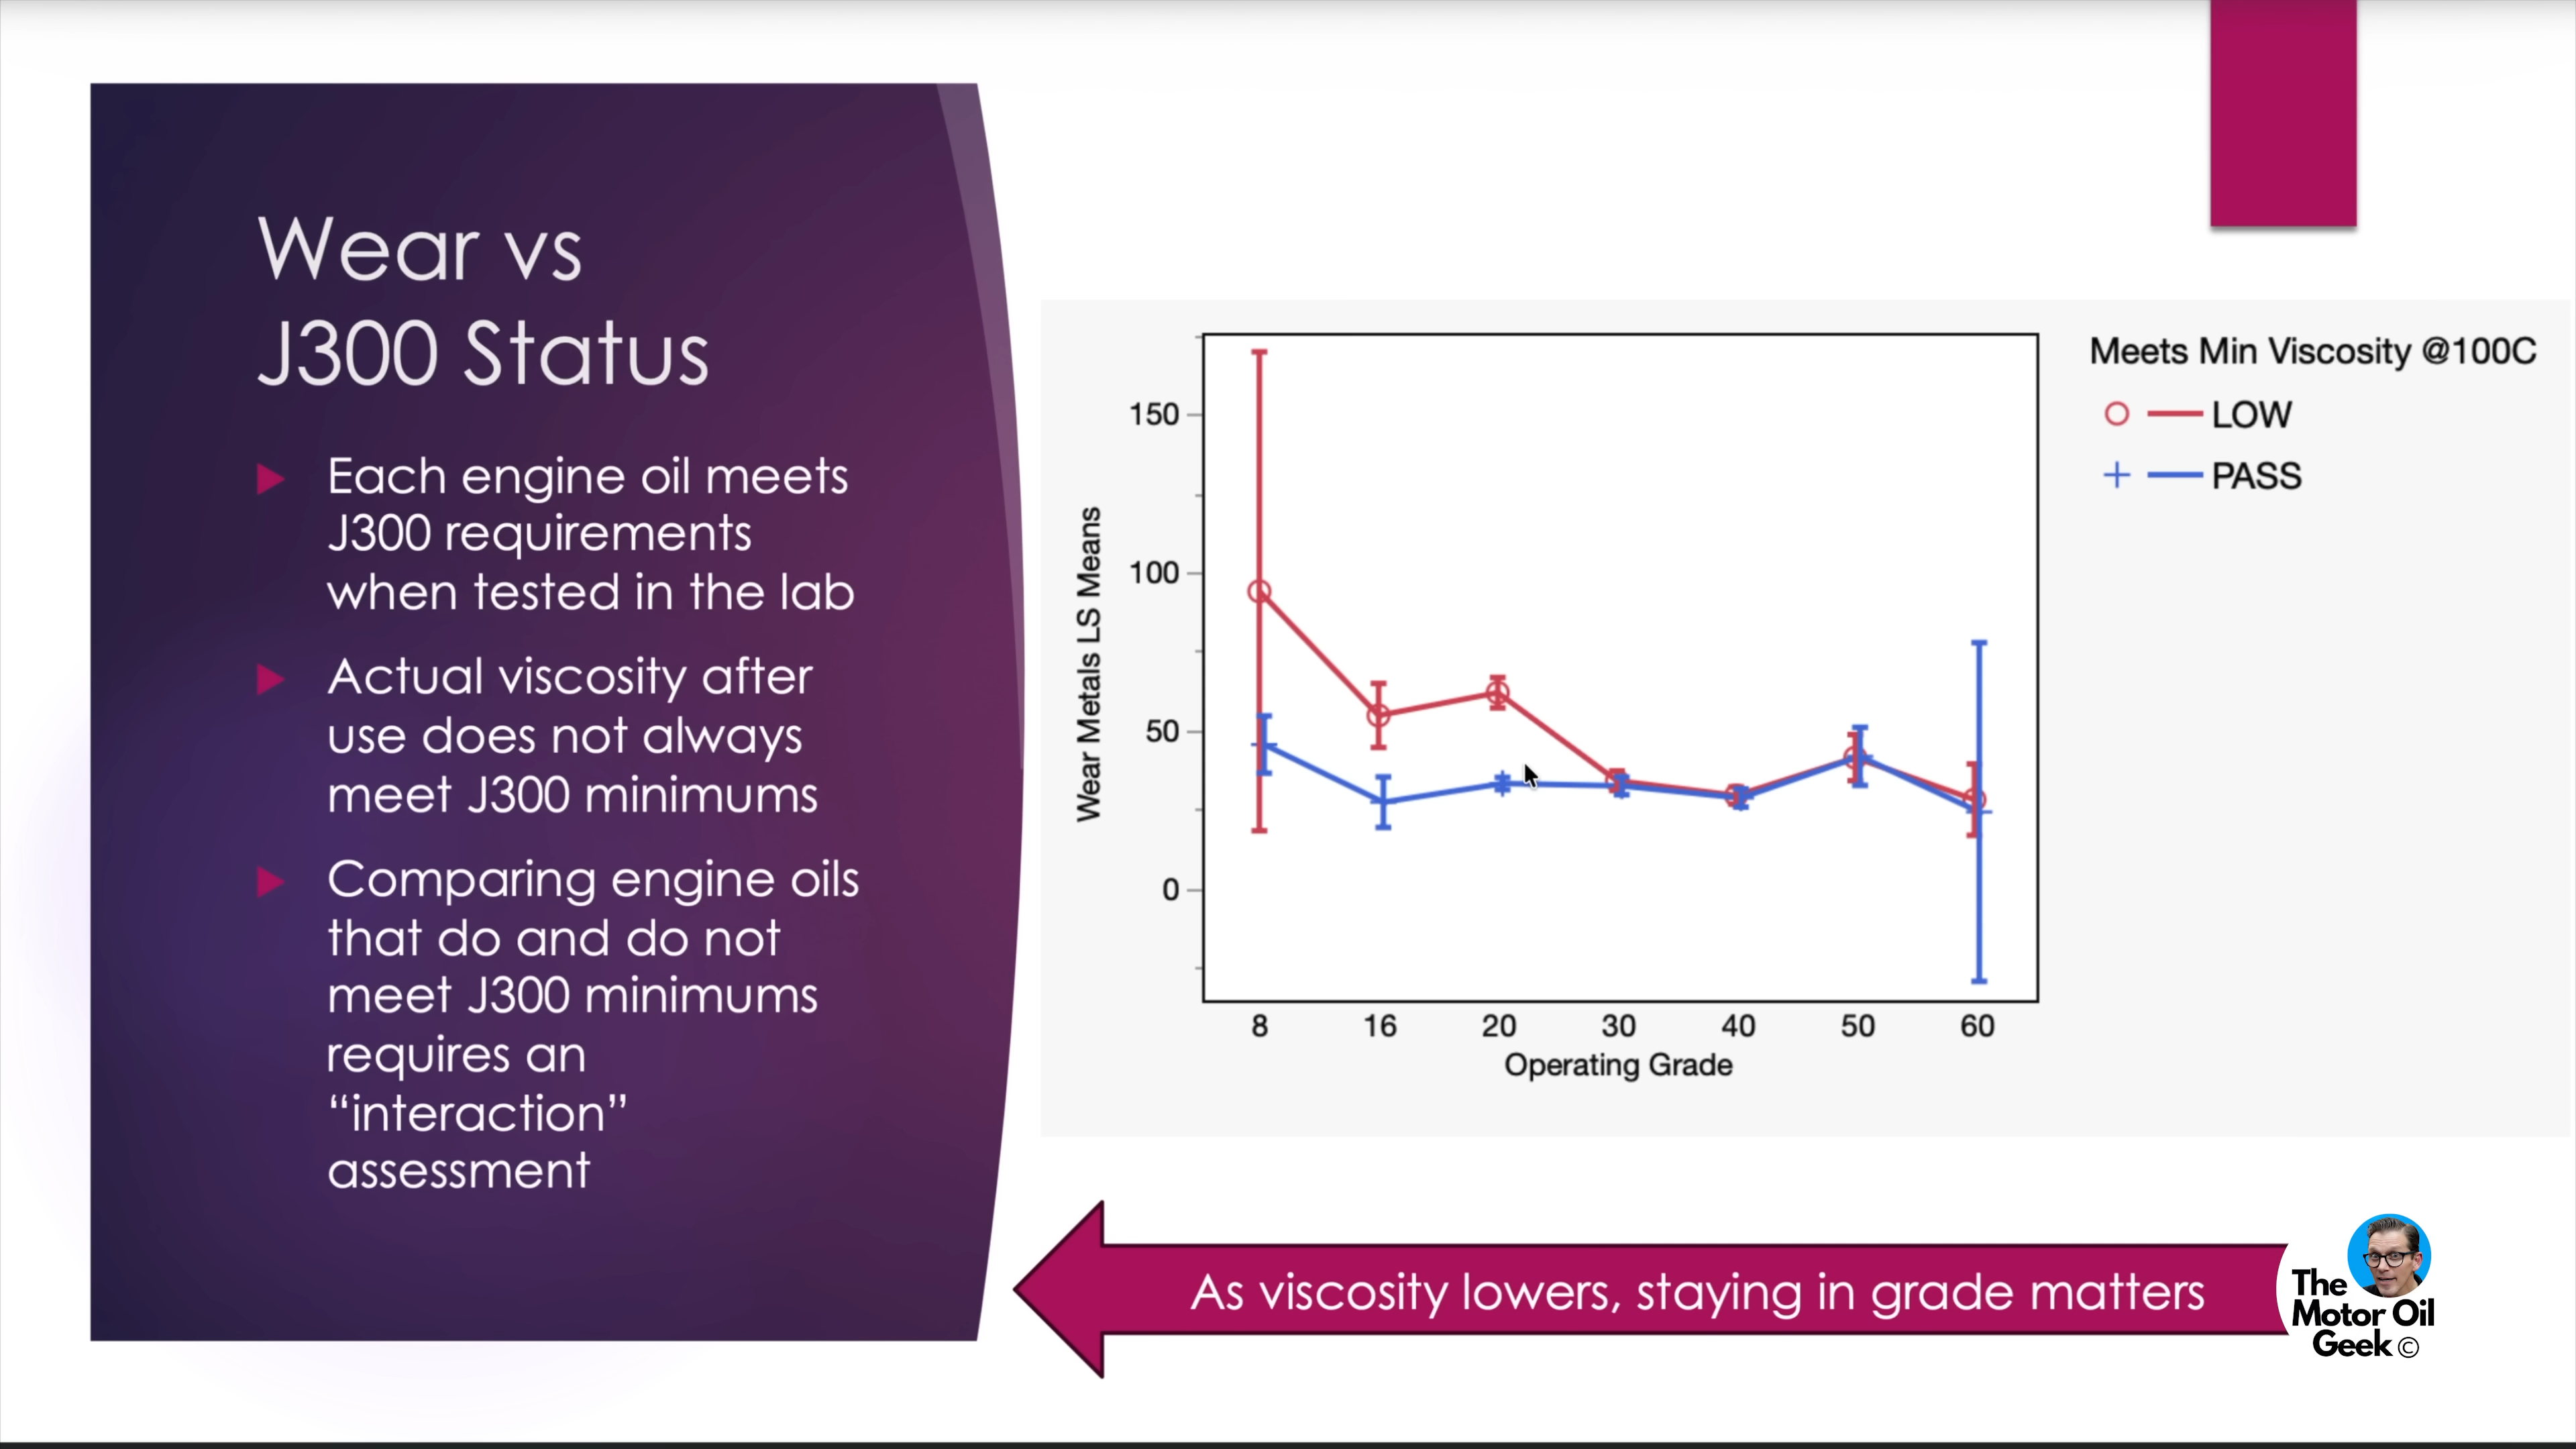 Wear vs
J300 Status
Each engine oil meets
J300 requirements
when tested in the lab
Actual viscosity after
use does not always
meet J300 minimums
Comparing engine oils
that do and do not
meet J300 minimums
requires an
“interaction”
assessment
Meets Min Viscosity @100C
LOW
PASS
Wear Metals LS Means
150
100
50
0
8 16 20 30 40 50 60
Operating Grade
As viscosity lowers, staying in grade matters
The
Motor Oil
Geek ©